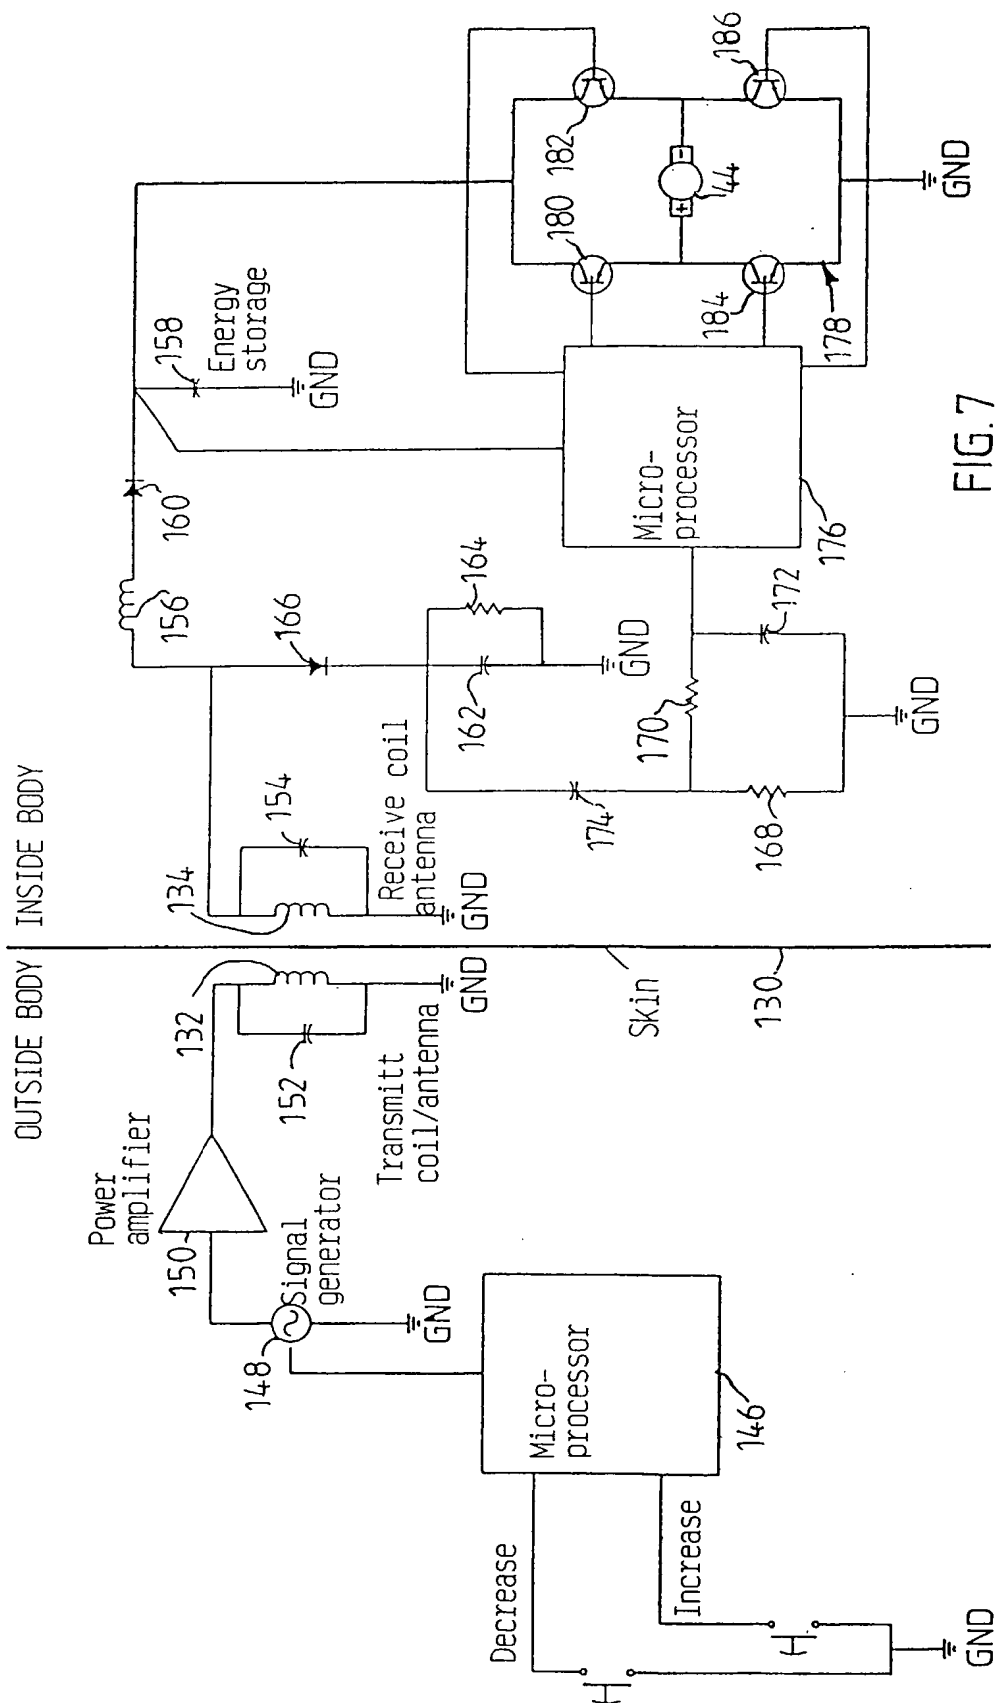 OUTSIDE BODY
INSIDE BODY
Power
amplifier
150
148
Signal
generator
GND
132
152
Transmitt
coil/antenna
GND
134
154
Receive coil
antenna
GND
Skin
130
Decrease
Increase
GND
Micro-
processor
146
156
160
158
Energy
storage
GND
166
164
162
GND
174
170
172
168
GND
Micro-
processor
176
180
182
184
186
44
178
GND
FIG. 7